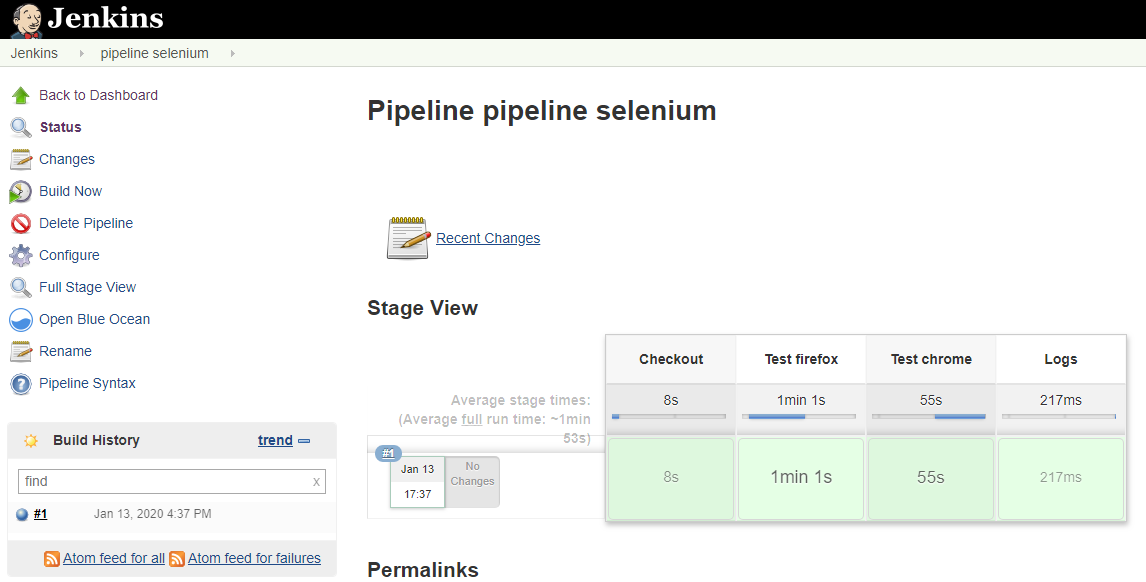 Jenkins
Jenkins pipeline selenium
Back to Dashboard
Status
Changes
Build Now
Delete Pipeline
Configure
Full Stage View
Open Blue Ocean
Rename
Pipeline Syntax
Build History trend
find x
#1 Jan 13, 2020 4:37 PM
Atom feed for all Atom feed for failures
Pipeline pipeline selenium
Recent Changes
Stage View
Checkout Test firefox Test chrome Logs
Average stage times: 8s 1min 1s 55s 217ms
(Average full run time: ~1min
53s)
#1
Jan 13
17:37
No
Changes
8s 1min 1s 55s 217ms
Permalinks